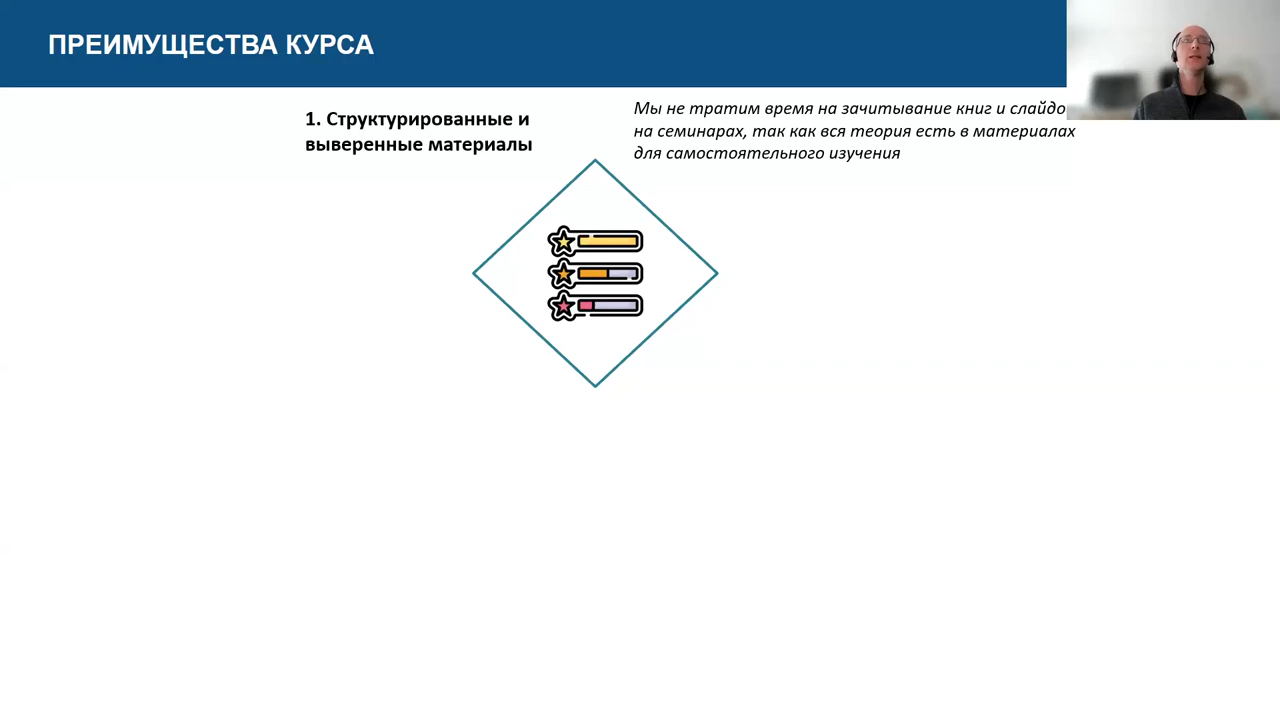 ПРЕИМУЩЕСТВА КУРСА
1. Структурированные и
выверенные материалы
Мы не тратим время на зачитывание книг и слайдо
на семинарах, так как вся теория есть в материалах
для самостоятельного изучения